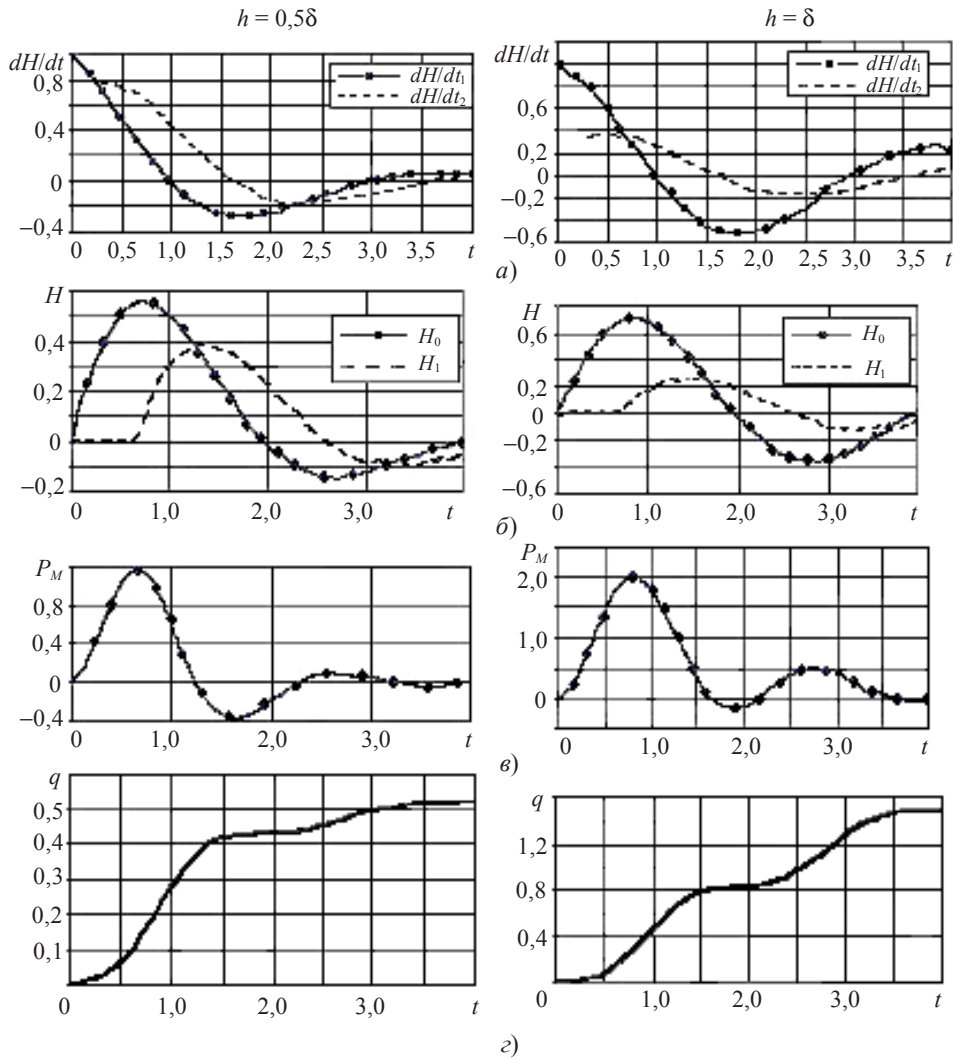 h = 0,5δ
h = δ
dH/dt
0,8
0,4
0
–0,4
dH/dt₁
dH/dt₂
0 0,5 1,0 1,5 2,0 2,5 3,0 3,5 t
dH/dt
0,6
0,2
0
–0,2
–0,6
dH/dt₁
dH/dt₂
0 0,5 1,0 1,5 2,0 2,5 3,0 3,5 t
а)
H
0,4
0,2
0
–0,2
H₀
H₁
1,0 2,0 3,0 t
H
0,6
0,2
0
–0,2
–0,6
H₀
H₁
0 1,0 2,0 3,0 t
б)
P_M
0,8
0,4
0
–0,4
0 1,0 2,0 3,0 t
P_M
2,0
1,0
0
0 1,0 2,0 3,0 t
в)
q
0,5
0,4
0,3
0,2
0,1
0 1,0 2,0 3,0 t
q
1,2
0,8
0,4
0 1,0 2,0 3,0 t
г)